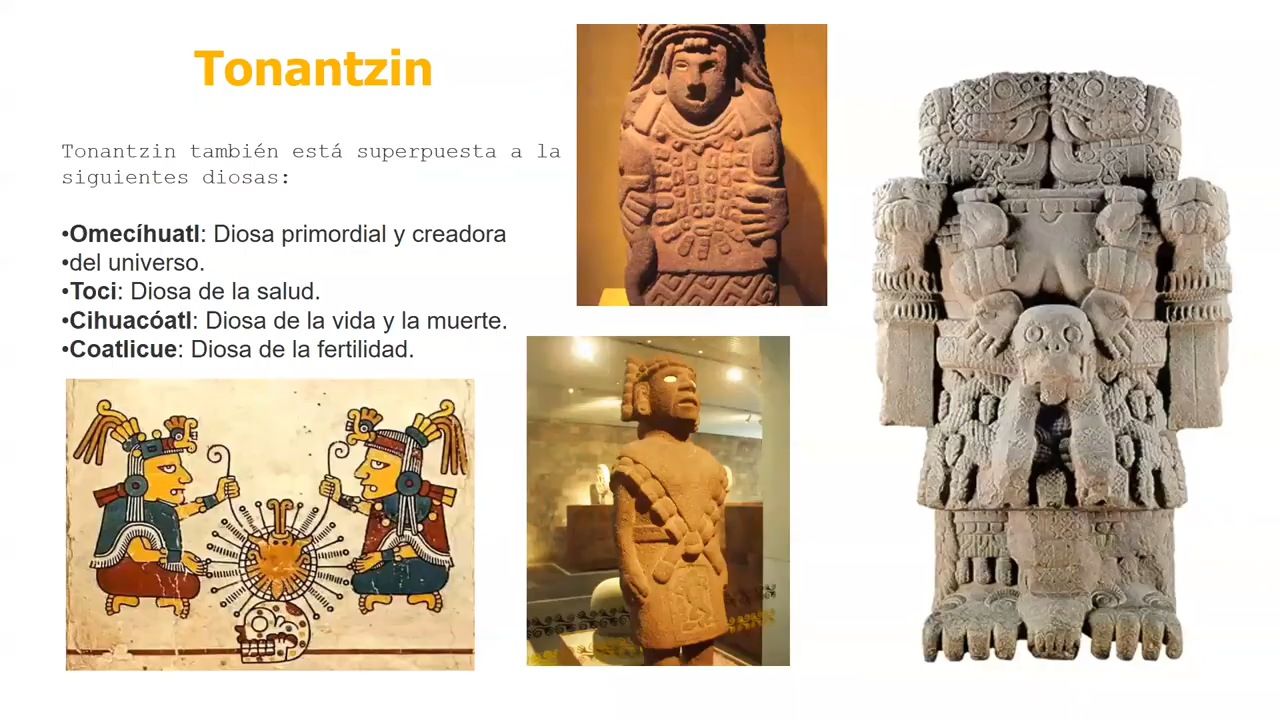 Tonantzin
Tonantzin también está superpuesta a la
siguientes diosas:
•Omecíhuatl: Diosa primordial y creadora
•del universo.
•Toci: Diosa de la salud.
•Cihuacóatl: Diosa de la vida y la muerte.
•Coatlicue: Diosa de la fertilidad.